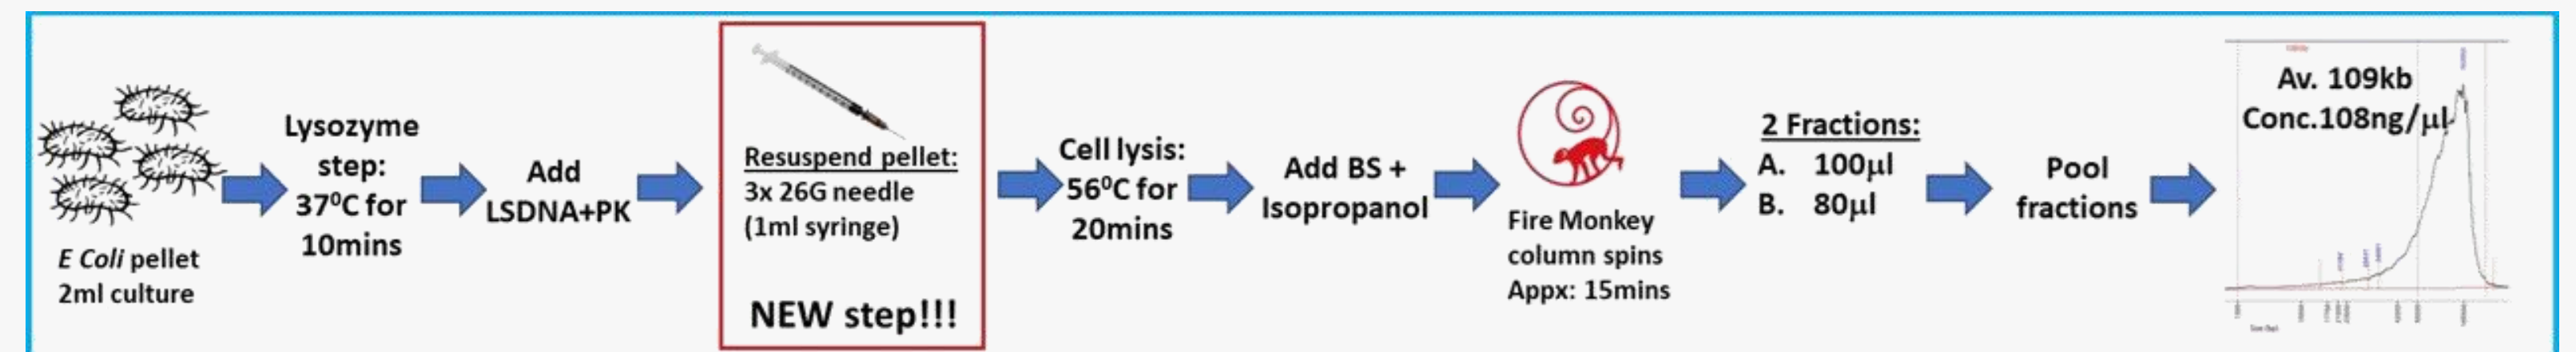 E Coli pellet
2ml culture
Lysozyme
step:
37⁰C for
10mins
Add
LSDNA+PK
Resuspend pellet:
3x 26G needle
(1ml syringe)
NEW step!!!
Cell lysis:
56⁰C for
20mins
Add BS +
Isopropanol
Fire Monkey
column spins
Appx: 15mins
2 Fractions:
A. 100µl
B. 80µl
Pool
fractions
Av. 109kb
Conc.108ng/µl